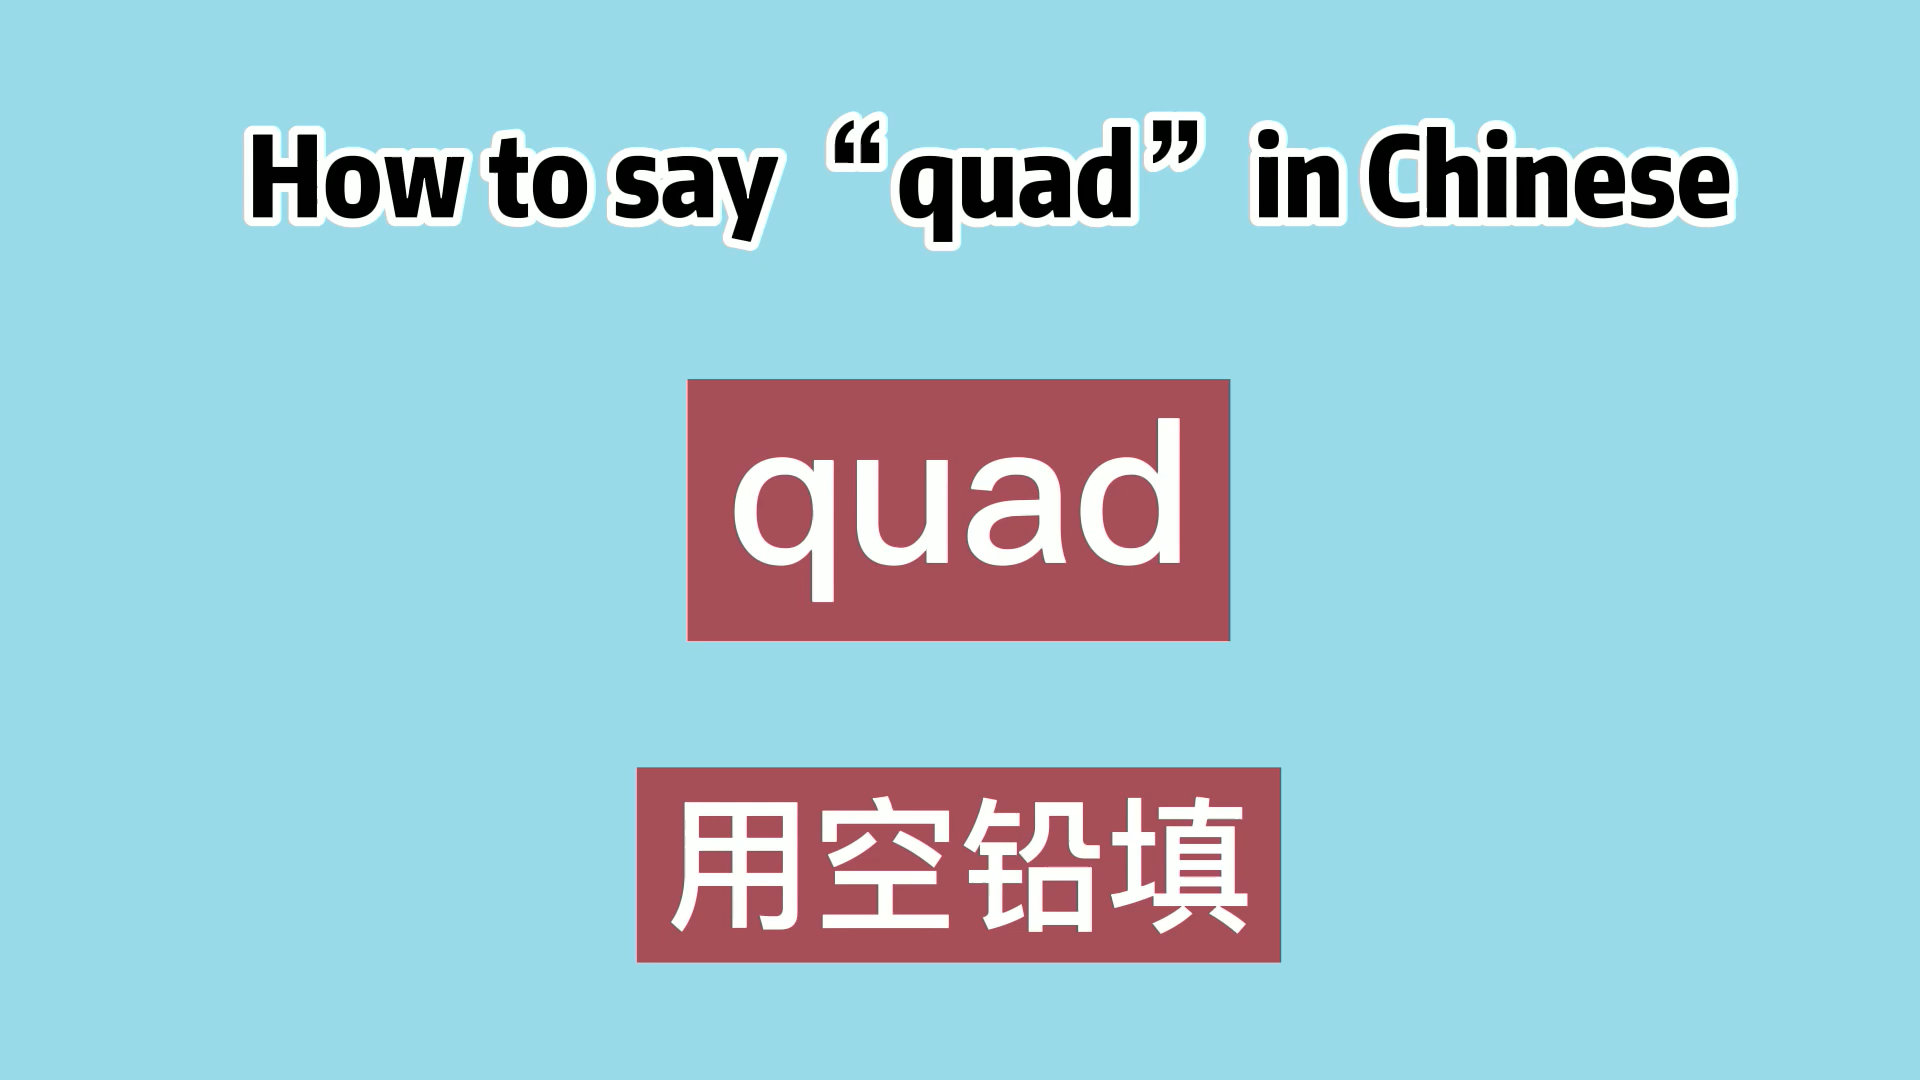 How to say “quad” in Chinese
quad
用空铅填